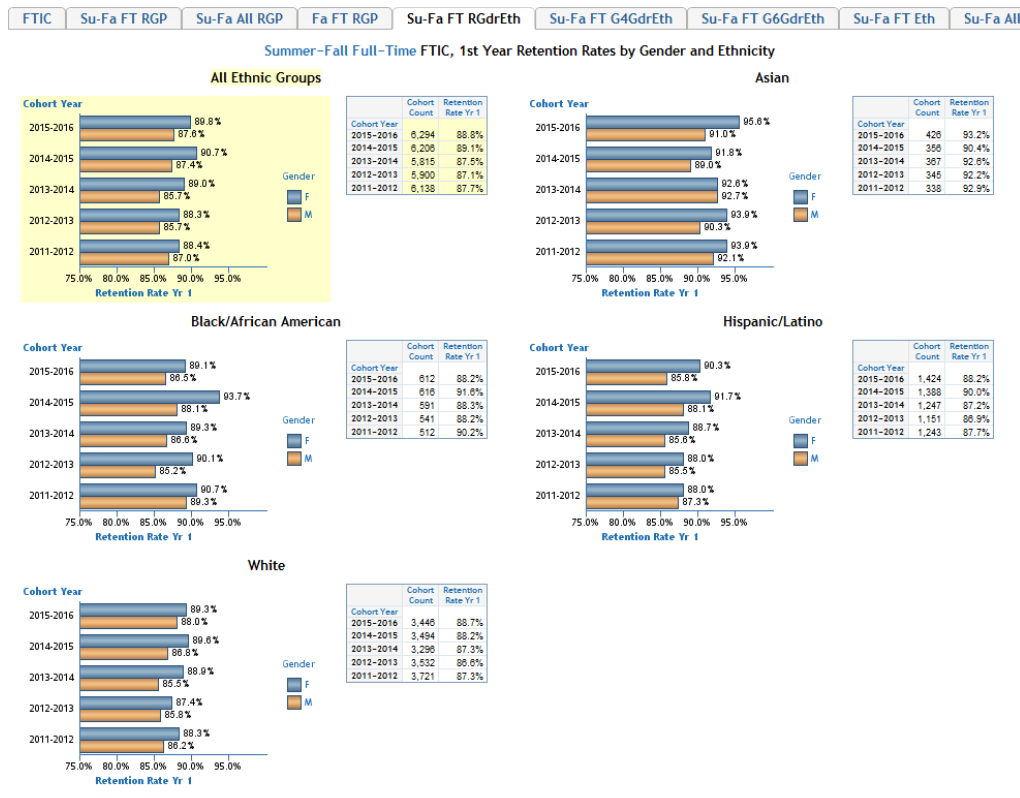 FTIC Su-Fa FT RGP Su-Fa All RGP Fa FT RGP Su-Fa FT RGdrEth Su-Fa FT G4GdrEth Su-Fa FT G6GdrEth Su-Fa FT Eth Su-Fa All
Summer-Fall Full-Time FTIC, 1st Year Retention Rates by Gender and Ethnicity
All Ethnic Groups
Cohort Year
2015-2016 89.8% 87.6%
2014-2015 90.7% 87.4%
2013-2014 89.0% 85.7%
2012-2013 88.3% 85.7%
2011-2012 88.4% 87.0%
75.0% 80.0% 85.0% 90.0% 95.0%
Retention Rate Yr 1
Gender
F
M
Cohort Retention
Count Rate Yr 1
Cohort Year
2015-2016 6,294 88.8%
2014-2015 6,206 89.1%
2013-2014 5,815 87.5%
2012-2013 5,900 87.1%
2011-2012 6,138 87.7%
Asian
Cohort Year
2015-2016 95.6% 91.0%
2014-2015 91.8% 89.0%
2013-2014 92.6% 92.7%
2012-2013 93.9% 90.3%
2011-2012 93.9% 92.1%
75.0% 80.0% 85.0% 90.0% 95.0%
Retention Rate Yr 1
Gender
F
M
Cohort Retention
Count Rate Yr 1
Cohort Year
2015-2016 426 93.2%
2014-2015 356 90.4%
2013-2014 367 92.6%
2012-2013 345 92.2%
2011-2012 338 92.9%
Black/African American
Cohort Year
2015-2016 89.1% 86.5%
2014-2015 93.7% 88.1%
2013-2014 89.3% 86.6%
2012-2013 90.1% 85.2%
2011-2012 90.7% 89.3%
75.0% 80.0% 85.0% 90.0% 95.0%
Retention Rate Yr 1
Gender
F
M
Cohort Retention
Count Rate Yr 1
Cohort Year
2015-2016 612 88.2%
2014-2015 616 91.6%
2013-2014 591 88.3%
2012-2013 541 88.2%
2011-2012 512 90.2%
Hispanic/Latino
Cohort Year
2015-2016 90.3% 85.8%
2014-2015 91.7% 88.1%
2013-2014 88.7% 85.6%
2012-2013 88.0% 85.5%
2011-2012 88.0% 87.3%
75.0% 80.0% 85.0% 90.0% 95.0%
Retention Rate Yr 1
Gender
F
M
Cohort Retention
Count Rate Yr 1
Cohort Year
2015-2016 1,424 88.2%
2014-2015 1,388 90.0%
2013-2014 1,247 87.2%
2012-2013 1,151 86.9%
2011-2012 1,243 87.7%
White
Cohort Year
2015-2016 89.3% 88.0%
2014-2015 89.6% 86.8%
2013-2014 88.9% 85.5%
2012-2013 87.4% 85.8%
2011-2012 88.3% 86.2%
75.0% 80.0% 85.0% 90.0% 95.0%
Retention Rate Yr 1
Gender
F
M
Cohort Retention
Count Rate Yr 1
Cohort Year
2015-2016 3,446 88.7%
2014-2015 3,494 88.2%
2013-2014 3,296 87.3%
2012-2013 3,532 86.6%
2011-2012 3,721 87.3%